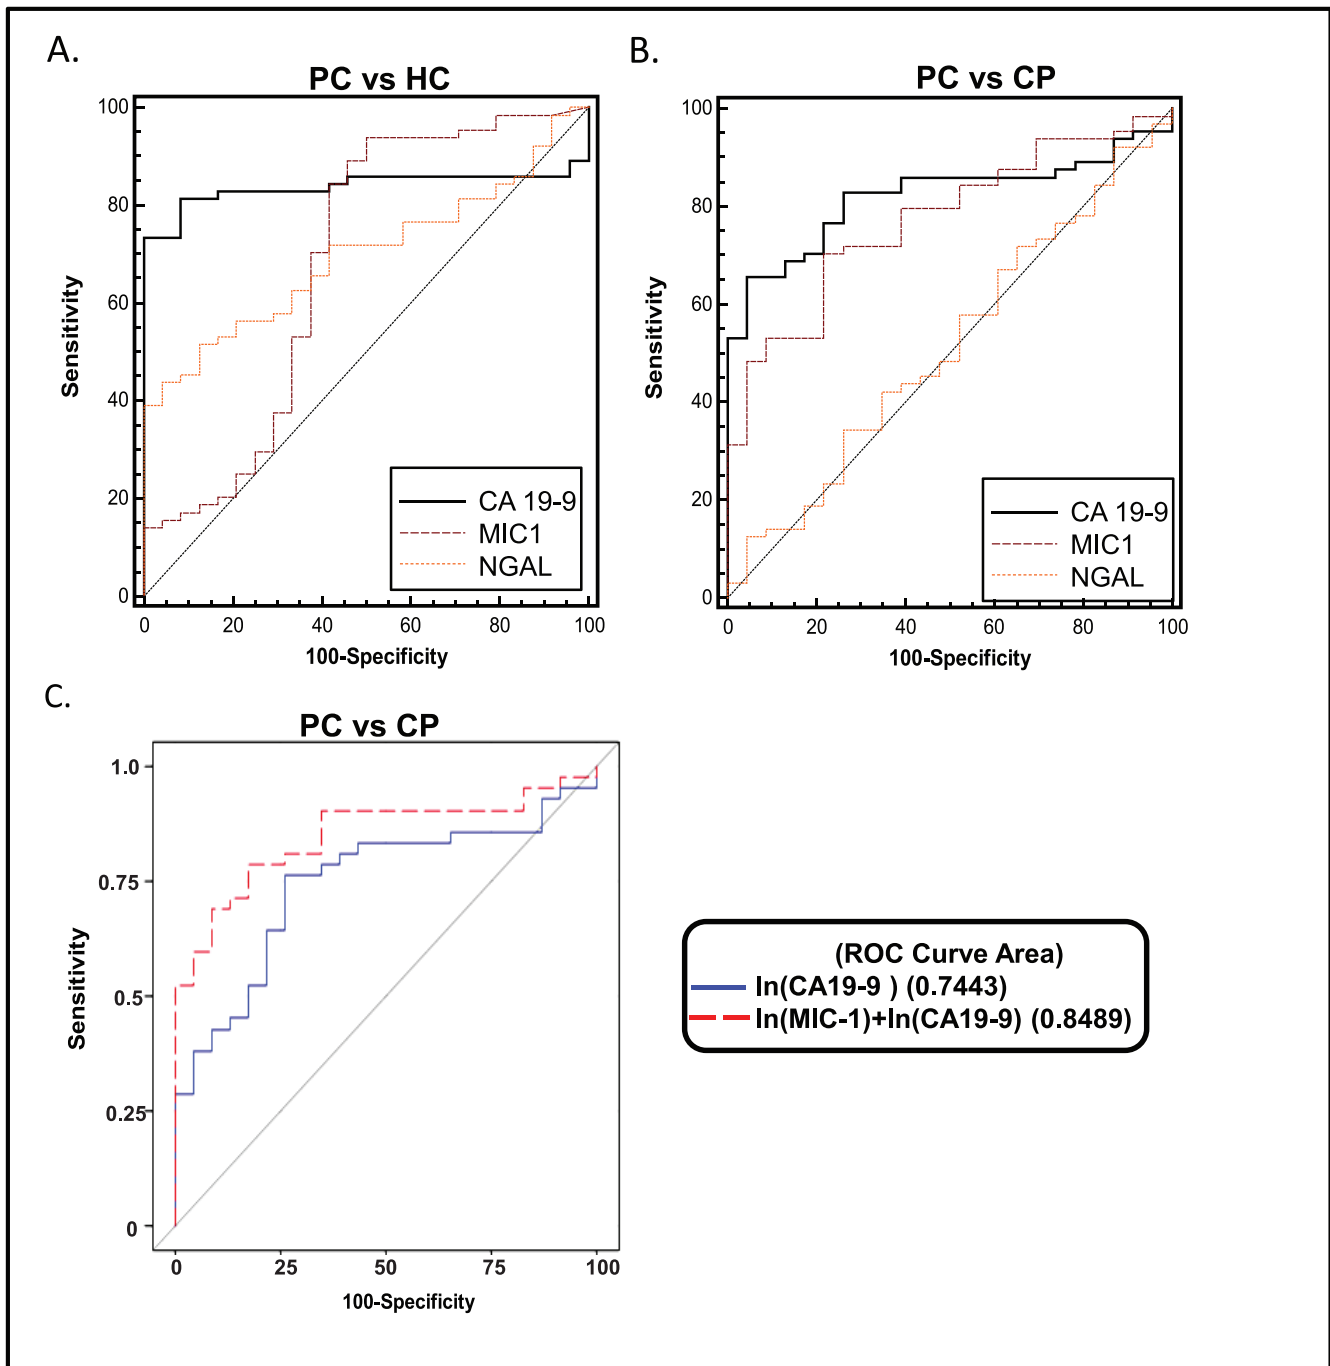 A.
PC vs HC
100
80
60
40
20
0
Sensitivity
0 20 40 60 80 100
100-Specificity
CA 19-9
MIC1
NGAL
B.
PC vs CP
100
80
60
40
20
0
Sensitivity
0 20 40 60 80 100
100-Specificity
CA 19-9
MIC1
NGAL
C.
PC vs CP
1.0
0.75
0.5
0.25
0
Sensitivity
0 25 50 75 100
100-Specificity
(ROC Curve Area)
ln(CA19-9 ) (0.7443)
ln(MIC-1)+ln(CA19-9) (0.8489)